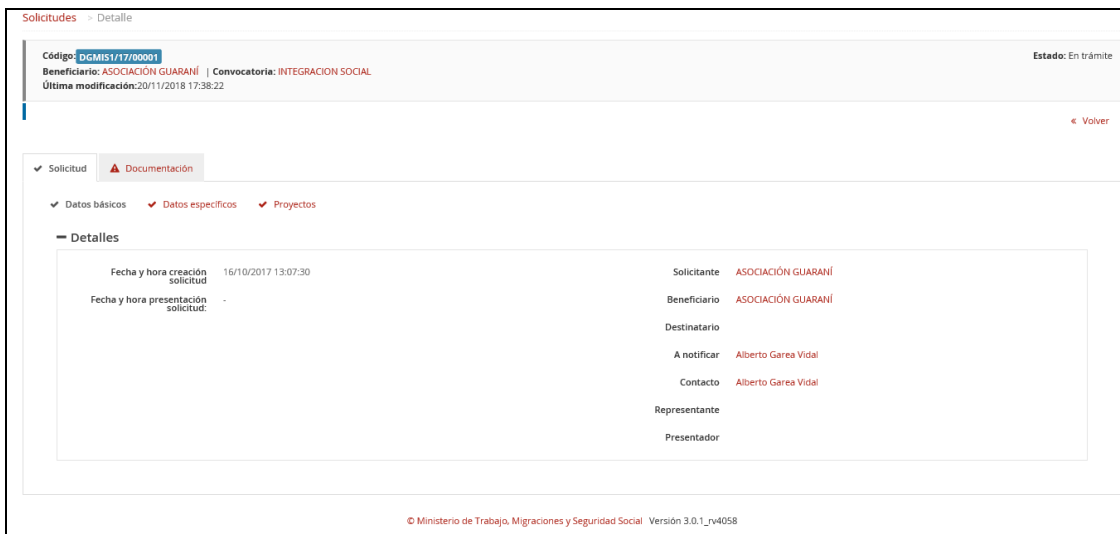 Solicitudes > Detalle
Código: DGMIS1/17/00001 Estado: En trámite
Beneficiario: ASOCIACIÓN GUARANÍ | Convocatoria: INTEGRACION SOCIAL
Última modificación:20/11/2018 17:38:22
« Volver
Solicitud Documentación
Datos básicos Datos específicos Proyectos
Detalles
Fecha y hora creación solicitud 16/10/2017 13:07:30
Fecha y hora presentación solicitud: -
Solicitante ASOCIACIÓN GUARANÍ
Beneficiario ASOCIACIÓN GUARANÍ
Destinatario
A notificar Alberto Garea Vidal
Contacto Alberto Garea Vidal
Representante
Presentador
© Ministerio de Trabajo, Migraciones y Seguridad Social Versión 3.0.1_rv4058